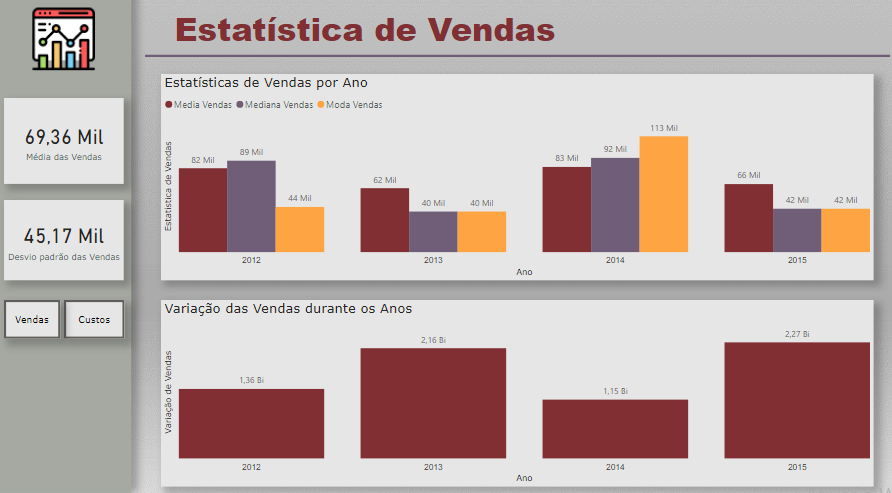 Estatística de Vendas
69,36 Mil
Média das Vendas
45,17 Mil
Desvio padrão das Vendas
Vendas
Custos
Estatísticas de Vendas por Ano
Media Vendas Mediana Vendas Moda Vendas
Estatística de Vendas
82 Mil
89 Mil
44 Mil
62 Mil
40 Mil
40 Mil
83 Mil
92 Mil
113 Mil
66 Mil
42 Mil
42 Mil
2012
2013
2014
2015
Ano
Variação das Vendas durante os Anos
Variação de Vendas
1,36 Bi
2,16 Bi
1,15 Bi
2,27 Bi
2012
2013
2014
2015
Ano